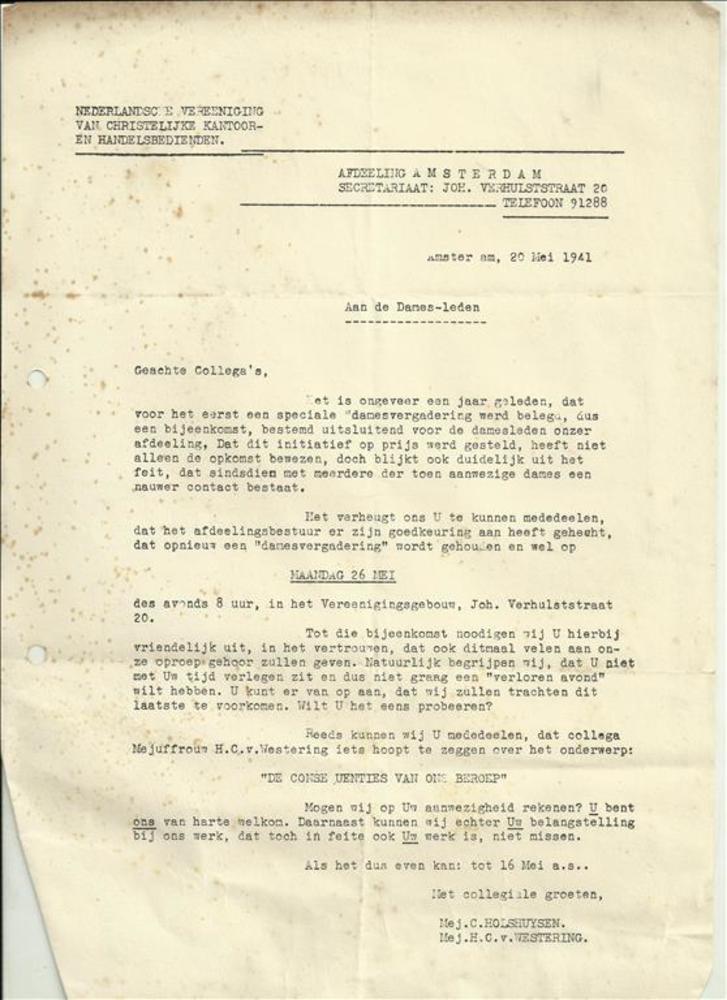 NEDERLANDSC E VEREENIGING
VAN CHRISTELIJKE KANTOOR-
EN HANDELSBEDIENDEN.
AFDEELING A M S T E R D A M
SECRETARIAAT: JOH. VERHULSTSTRAAT 20
TELEFOON 91288
Amster am, 20 Mei 1941
Aan de Dames-leden
Geachte Collega's,
Het is ongeveer een jaar geleden, dat
voor het eerst een speciale "damesvergadering werd belegd, dus
een bijeenkomst, bestemd uitsluitend voor de damesleden onzer
afdeeling, Dat dit initiatief op prijs werd gesteld, heeft niet
alleen de opkomst bewezen, doch blijkt ook duidelijk uit het
feit, dat sindsdien met meerdere der toen aanwezige dames een
nauwer contact bestaat.
Het verheugt ons U te kunnen mededeelen,
dat het afdeelingsbestuur er zijn goedkeuring aan heeft gehecht,
dat opnieuw een "damesvergadering" wordt gehouden en wel op
MAANDAG 26 MEI
des avonds 8 uur, in het Vereenigingsgebouw, Joh. Verhulststraat
20.
Tot die bijeenkomst noodigen wij U hierbij
vriendelijk uit, in het vertrouwen, dat ook ditmaal velen aan on-
ze oproep gehoor zullen geven. Natuurlijk begrijpen wij, dat U niet
met Uw tijd verlegen zit en dus niet graag een "verloren avond"
wilt hebben. U kunt er van op aan, dat wij zullen trachten dit
laatste te voorkomen. Wilt U het eens probeeren?
Reeds kunnen wij U mededeelen, dat collega
Mejuffrouw H.C.v.Westering iets hoopt te zeggen over het onderwerp:
"DE CONSE UENTIES VAN ONS BEROEP"
Mogen wij op Uw aanwezigheid rekenen? U bent
ons van harte welkom. Daarnaast kunnen wij echter Uw belangstelling
bij ons werk, dat toch in feite ook Uw werk is, niet missen.
Als het dus even kan: tot 16 Mei a.s..
Met collegiale groeten,
Mej.C.HOLSHUYSEN.
Mej.H.C.v.WESTERING.